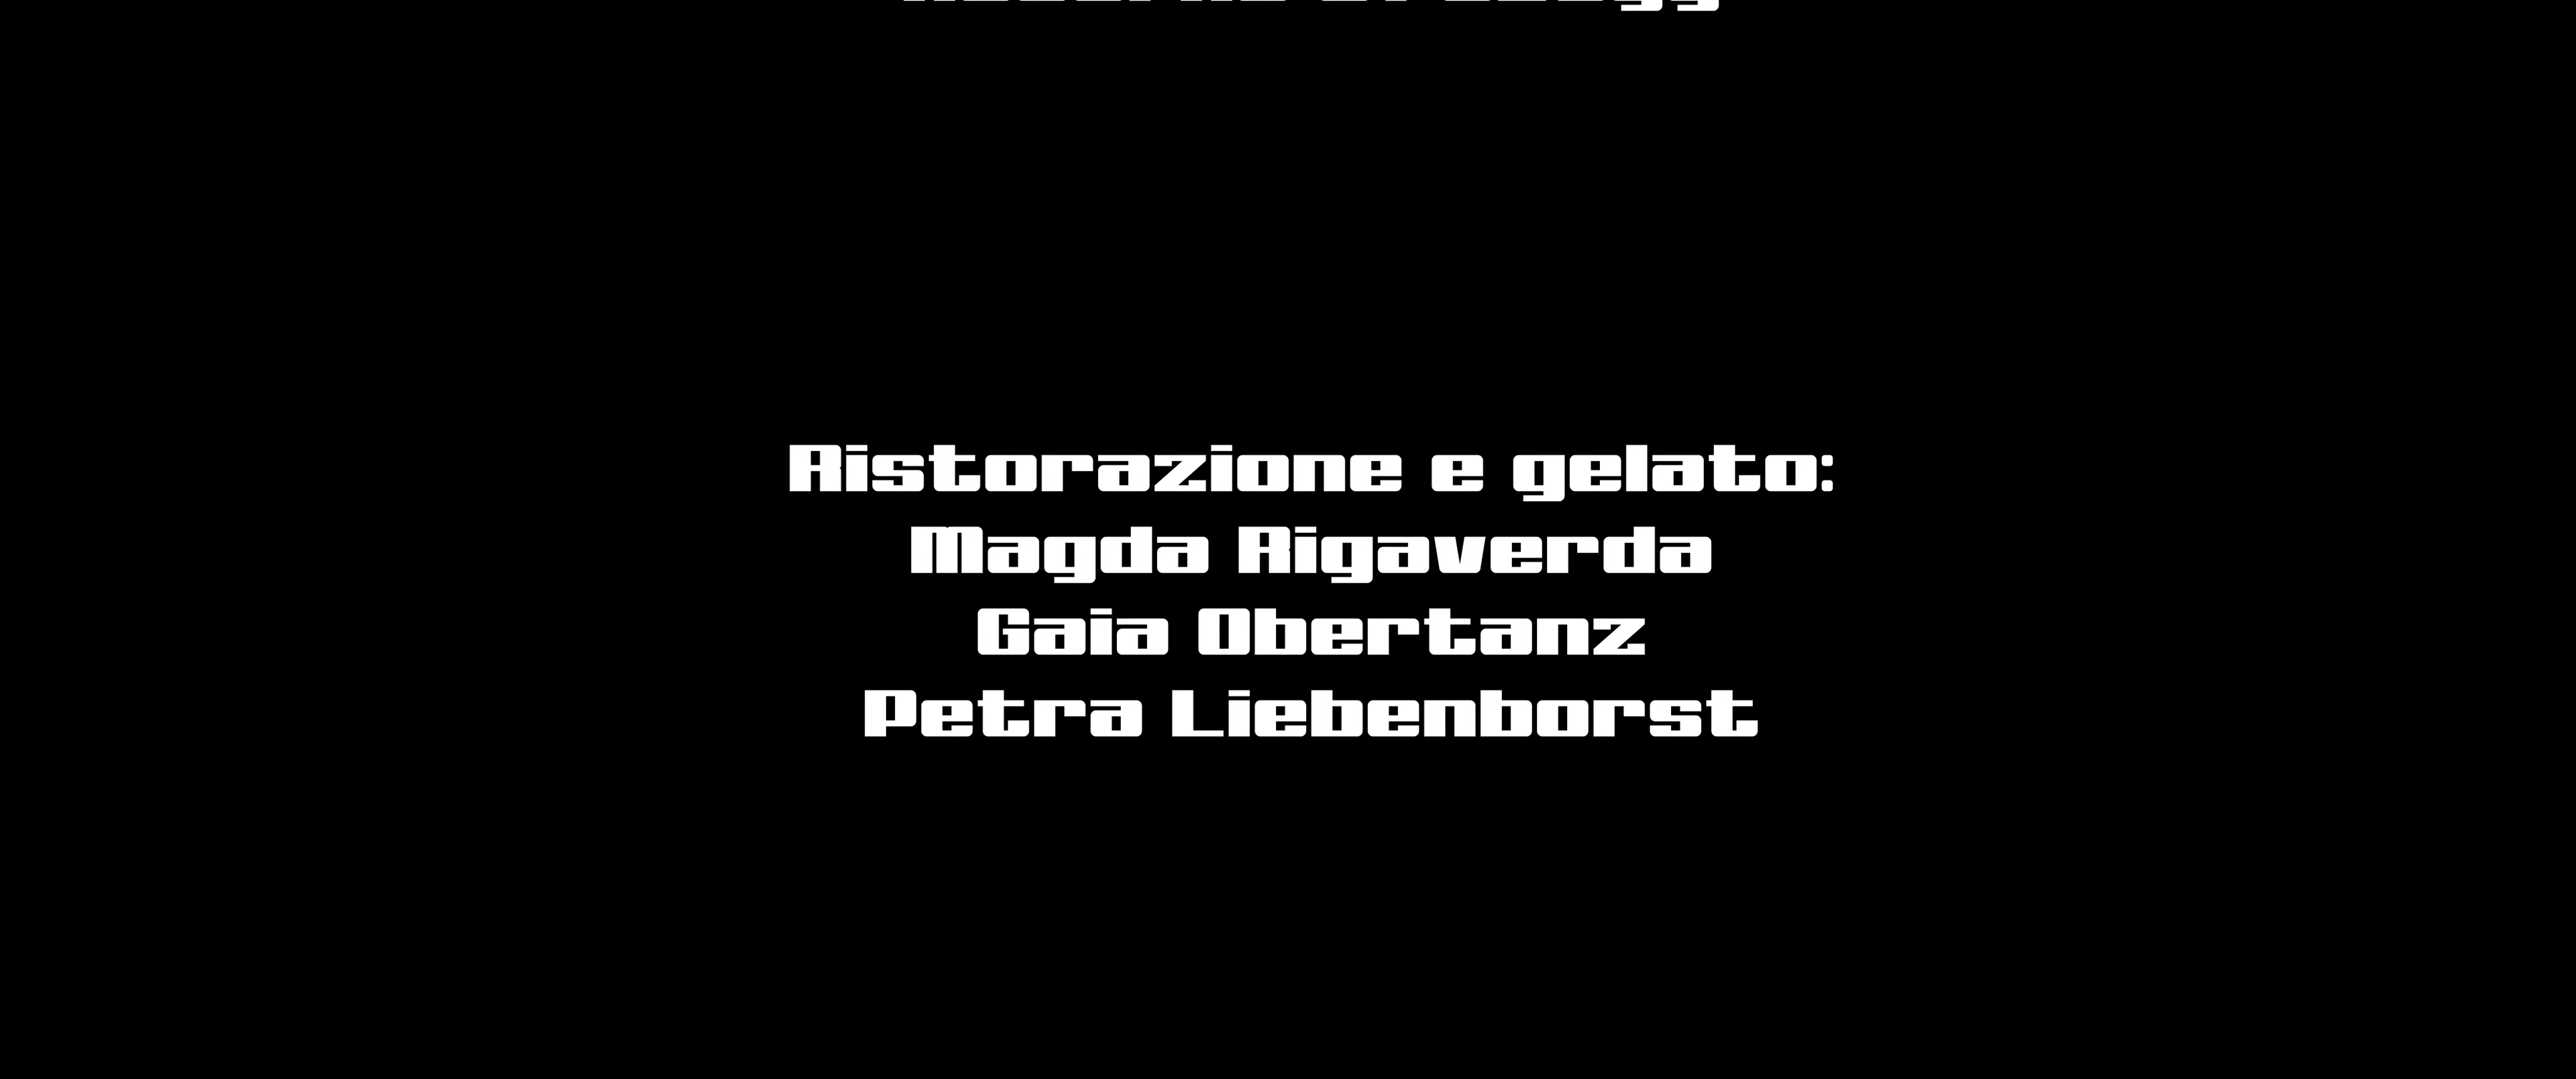 Ristorazione e gelato:
Magda Rigaverda
Gaia Obertanz
Petra Liebenborst